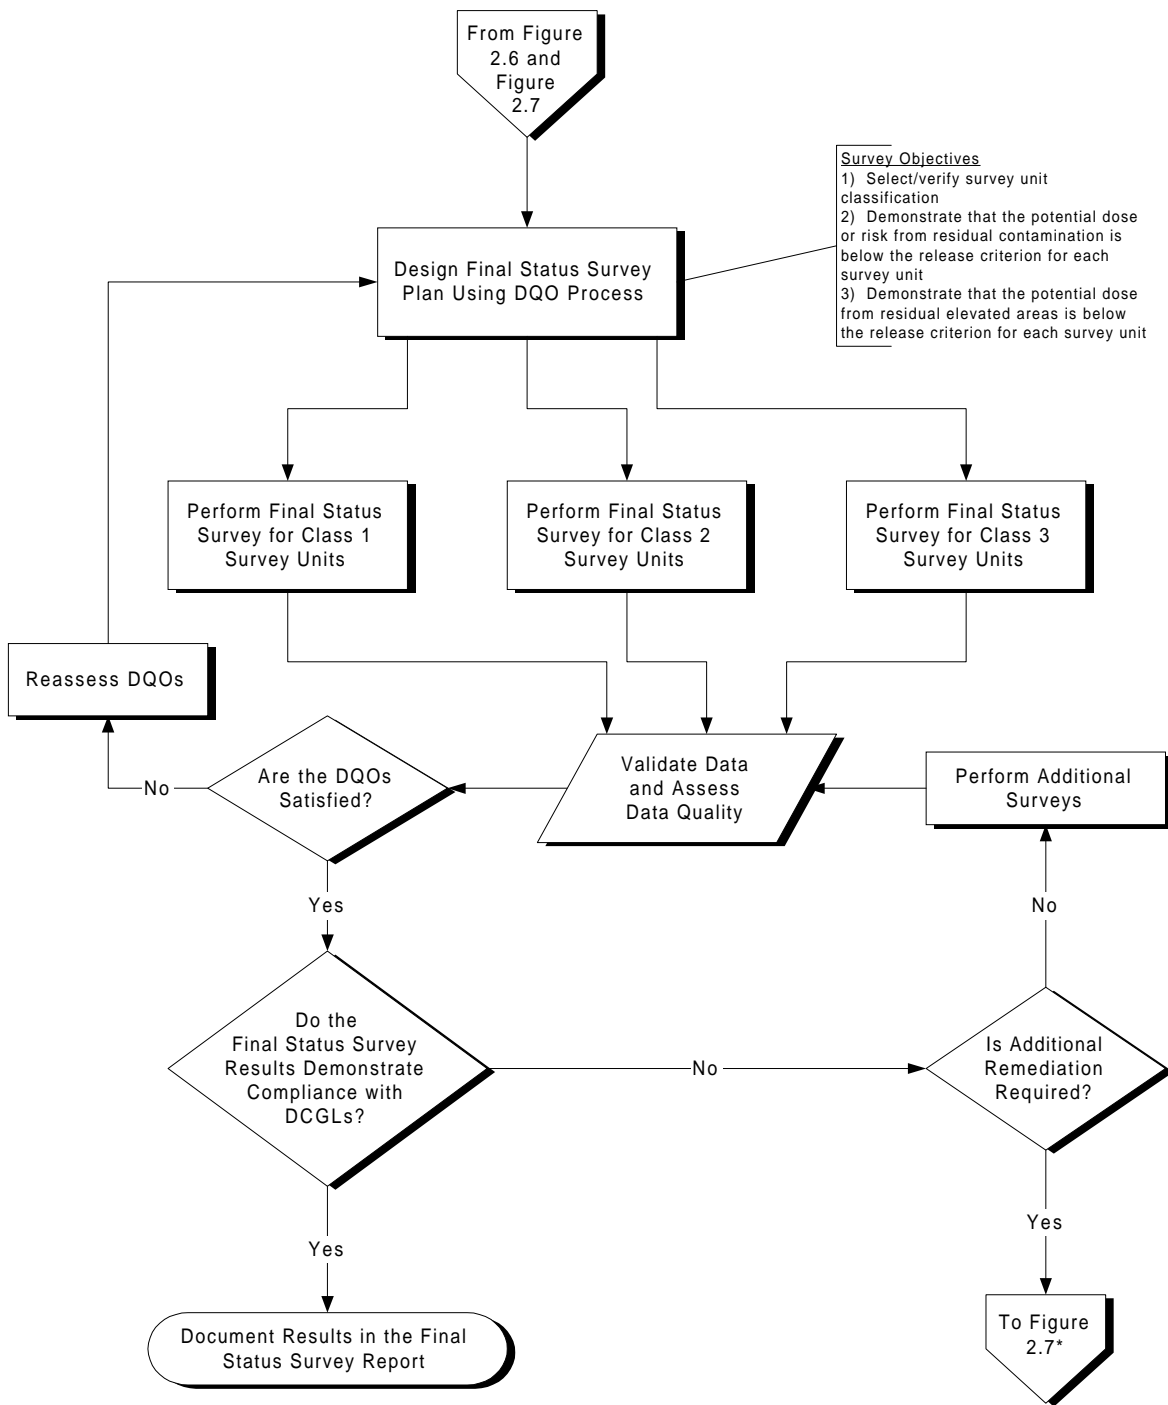 From Figure
2.6 and
Figure
2.7
Survey Objectives
1) Select/verify survey unit
classification
2) Demonstrate that the potential dose
or risk from residual contamination is
below the release criterion for each
survey unit
3) Demonstrate that the potential dose
from residual elevated areas is below
the release criterion for each survey unit
Design Final Status Survey
Plan Using DQO Process
Perform Final Status
Survey for Class 1
Survey Units
Perform Final Status
Survey for Class 2
Survey Units
Perform Final Status
Survey for Class 3
Survey Units
Reassess DQOs
No
Are the DQOs
Satisfied?
Validate Data
and Assess
Data Quality
Perform Additional
Surveys
Yes
No
Do the
Final Status Survey
Results Demonstrate
Compliance with
DCGLs?
No
Is Additional
Remediation
Required?
Yes
Yes
Document Results in the Final
Status Survey Report
To Figure
2.7*